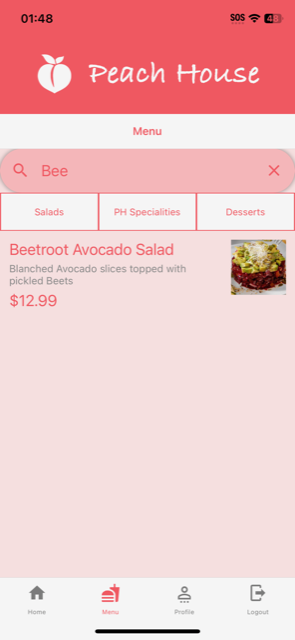 01:48
SOS 4
Peach House
Menu
Bee
Salads
PH Specialities
Desserts
Beetroot Avocado Salad
Blanched Avocado slices topped with
pickled Beets
$12.99
Home
Menu
Profile
Logout